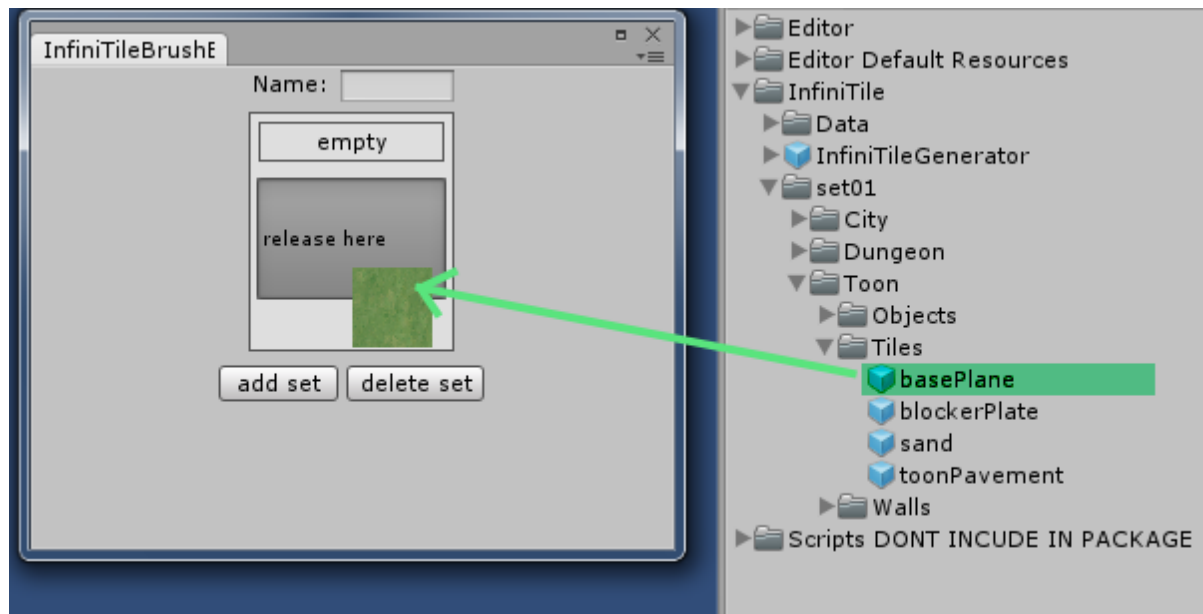 InfiniTileBrushE
Name:
empty
release here
add set
delete set
Editor
Editor Default Resources
InfiniTile
Data
InfiniTileGenerator
set01
City
Dungeon
Toon
Objects
Tiles
basePlane
blockerPlate
sand
toonPavement
Walls
Scripts DONT INCUDE IN PACKAGE